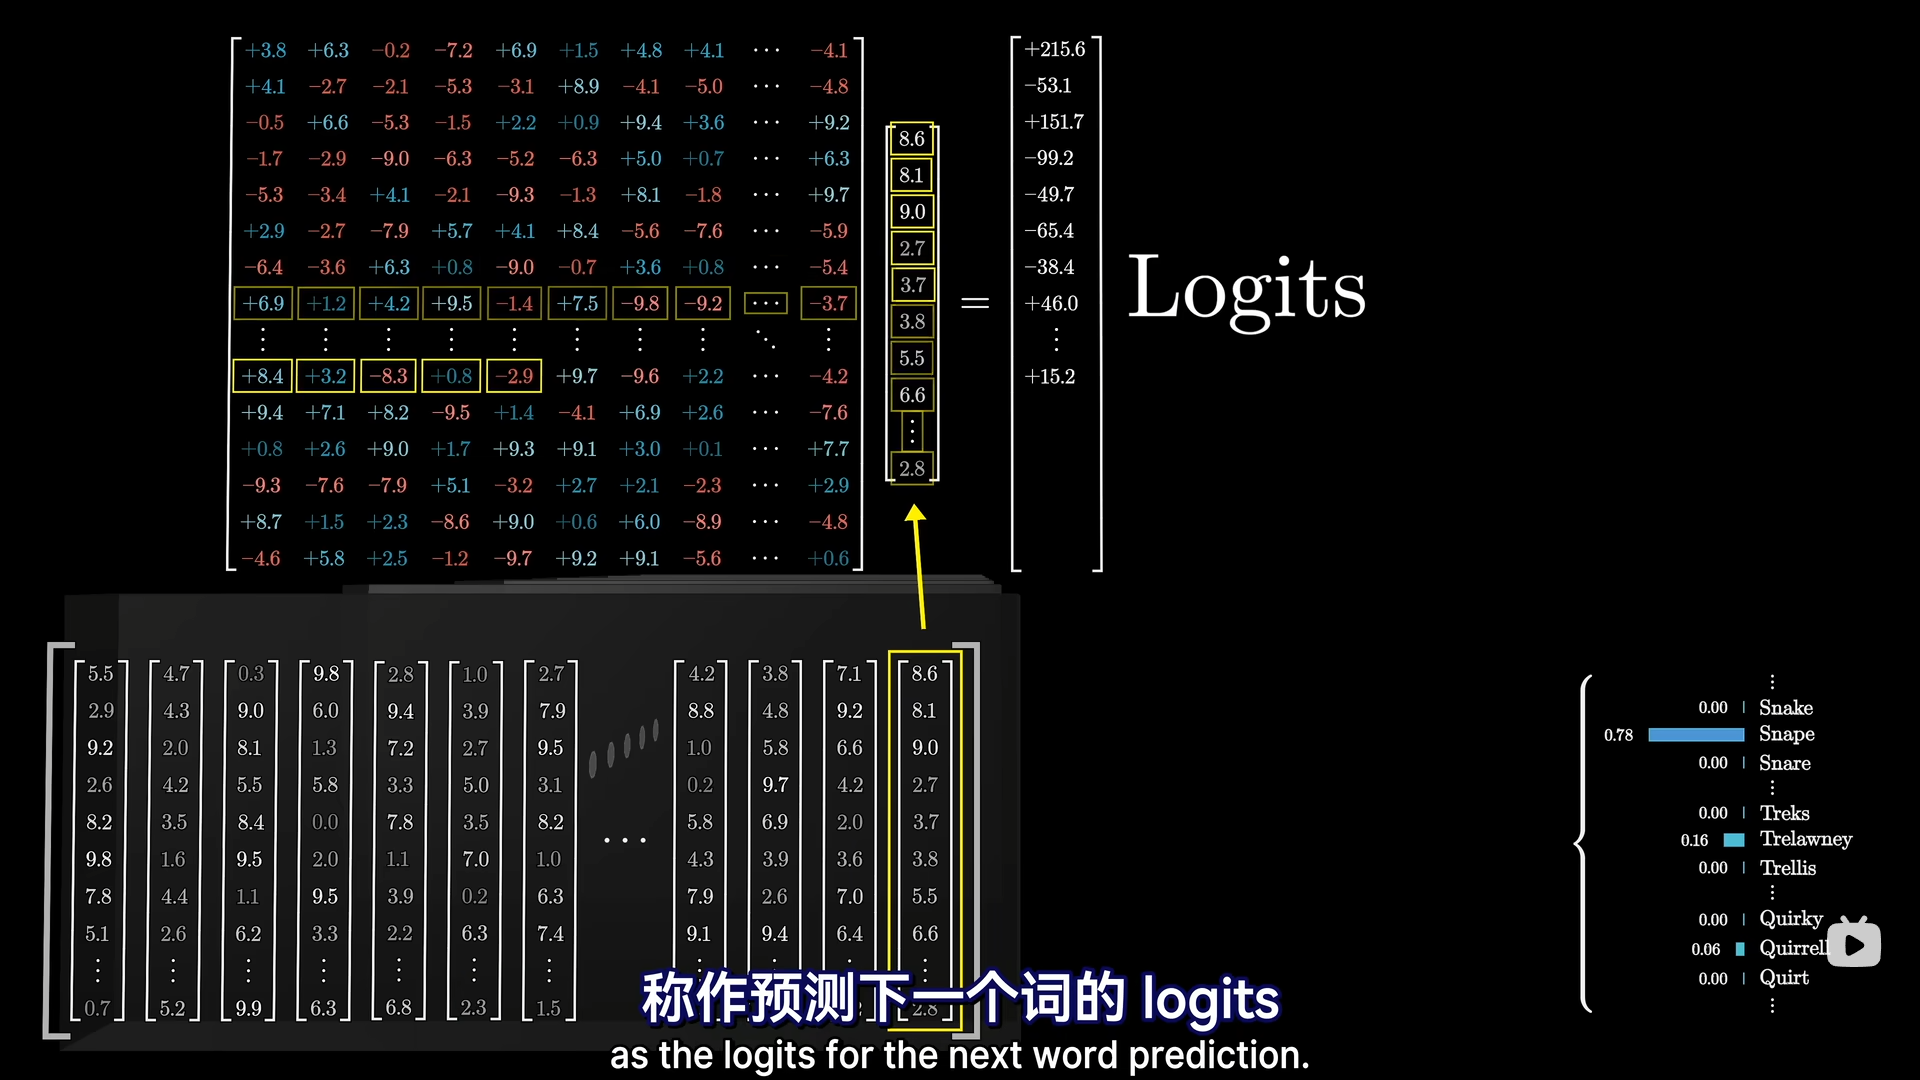 +3.8 +6.3 −0.2 −7.2 +6.9 +1.5 +4.8 +4.1 ··· −4.1
+4.1 −2.7 −2.1 −5.3 −3.1 +8.9 −4.1 −5.0 ··· −4.8
−0.5 +6.6 −5.3 −1.5 +2.2 +0.9 +9.4 +3.6 ··· +9.2
−1.7 −2.9 −9.0 −6.3 −5.2 −6.3 +5.0 +0.7 ··· +6.3
−5.3 −3.4 +4.1 −2.1 −9.3 −1.3 +8.1 −1.8 ··· +9.7
+2.9 −2.7 −7.9 +5.7 +4.1 +8.4 −5.6 −7.6 ··· −5.9
−6.4 −3.6 +6.3 +0.8 −9.0 −0.7 +3.6 +0.8 ··· −5.4
+6.9 +1.2 +4.2 +9.5 −1.4 +7.5 −9.8 −9.2 ··· −3.7
⋮ ⋮ ⋮ ⋮ ⋮ ⋮ ⋮ ⋮ ⋱ ⋮
+8.4 +3.2 −8.3 +0.8 −2.9 +9.7 −9.6 +2.2 ··· −4.2
+9.4 +7.1 +8.2 −9.5 +1.4 −4.1 +6.9 +2.6 ··· −7.6
+0.8 +2.6 +9.0 +1.7 +9.3 +9.1 +3.0 +0.1 ··· +7.7
−9.3 −7.6 −7.9 +5.1 −3.2 +2.7 +2.1 −2.3 ··· +2.9
+8.7 +1.5 +2.3 −8.6 +9.0 +0.6 +6.0 −8.9 ··· −4.8
−4.6 +5.8 +2.5 −1.2 −9.7 +9.2 +9.1 −5.6 ··· +0.6
8.6
8.1
9.0
2.7
3.7
3.8
5.5
6.6
⋮
2.8
=
+215.6
−53.1
+151.7
−99.2
−49.7
−65.4
−38.4
+46.0
⋮
+15.2
Logits
5.5 4.7 0.3 9.8 2.8 1.0 2.7 4.2 3.8 7.1 8.6
2.9 4.3 9.0 6.0 9.4 3.9 7.9 8.8 4.8 9.2 8.1
9.2 2.0 8.1 1.3 7.2 2.7 9.5 1.0 5.8 6.6 9.0
2.6 4.2 5.5 5.8 3.3 5.0 3.1 0.2 9.7 4.2 2.7
8.2 3.5 8.4 0.0 7.8 3.5 8.2 ··· 5.8 6.9 2.0 3.7
9.8 1.6 9.5 2.0 1.1 7.0 1.0 4.3 3.9 3.6 3.8
7.8 4.4 1.1 9.5 3.9 0.2 6.3 7.9 2.6 7.0 5.5
5.1 2.6 6.2 3.3 2.2 6.3 7.4 9.1 9.4 6.4 6.6
⋮ ⋮ ⋮ ⋮ ⋮ ⋮ ⋮ ⋮ ⋮ ⋮ ⋮
0.7 5.2 9.9 6.3 6.8 2.3 1.5 2.8
⋮
0.00 Snake
0.78 Snape
0.00 Snare
⋮
0.00 Treks
0.16 Trelawney
0.00 Trellis
⋮
0.00 Quirky
0.06 Quirrell
0.00 Quirt
⋮
称作预测下一个词的 logits
as the logits for the next word prediction.